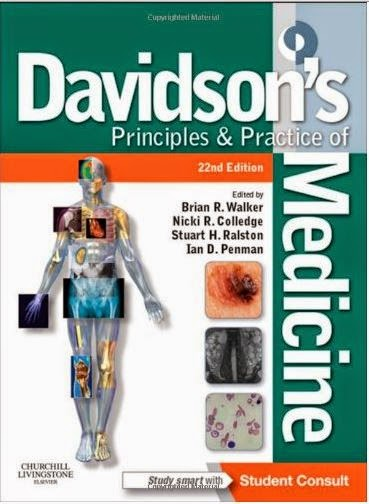 Copyrighted Material
Davidson's
Principles & Practice of
Medicine
22nd Edition
Edited by
Brian R. Walker
Nicki R. Colledge
Stuart H. Ralston
Ian D. Penman
CHURCHILL
LIVINGSTONE
ELSEVIER
Study smart with
Student Consult
Copyrighted Material